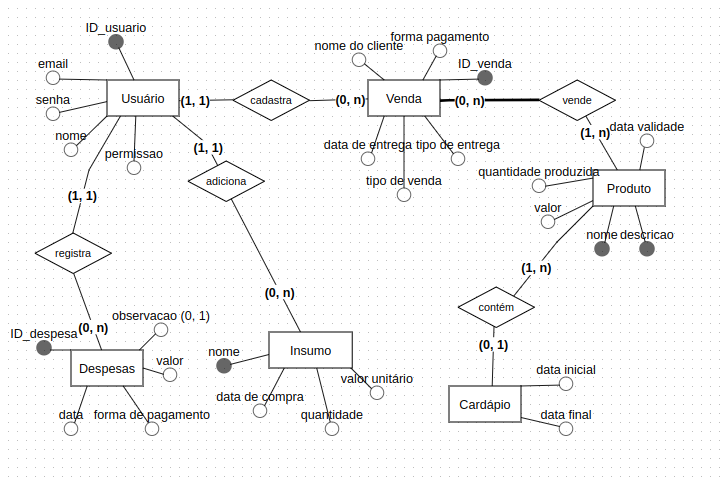 ID_usuario
forma pagamento
nome do cliente
email
ID_venda
senha
Usuário
(1, 1)
cadastra
(0, n)
Venda
(0, n)
vende
nome
permissao
(1, 1)
data de entrega
tipo de entrega
(1, n)
data validade
tipo de venda
adiciona
quantidade produzida
Produto
(1, 1)
valor
nome
descricao
registra
(1, n)
(0, n)
contém
observacao (0, 1)
ID_despesa
(0, n)
(0, 1)
Despesas
valor
nome
Insumo
valor unitário
data inicial
data de compra
Cardápio
data
forma de pagamento
quantidade
data final